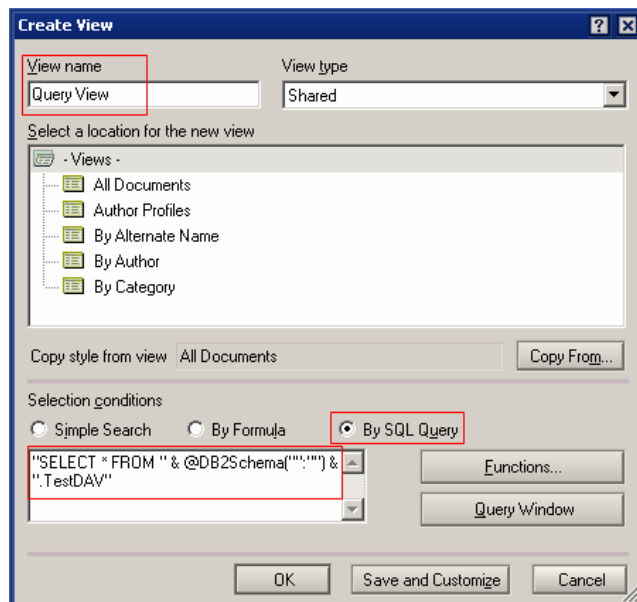 Create View
View name
View type
Query View
Shared
Select a location for the new view
- Views -
All Documents
Author Profiles
By Alternate Name
By Author
By Category
Copy style from view All Documents Copy From...
Selection conditions
Simple Search By Formula By SQL Query
"SELECT * FROM " & @DB2Schema("":"") &
".TestDAV"
Functions...
Query Window
OK Save and Customize Cancel